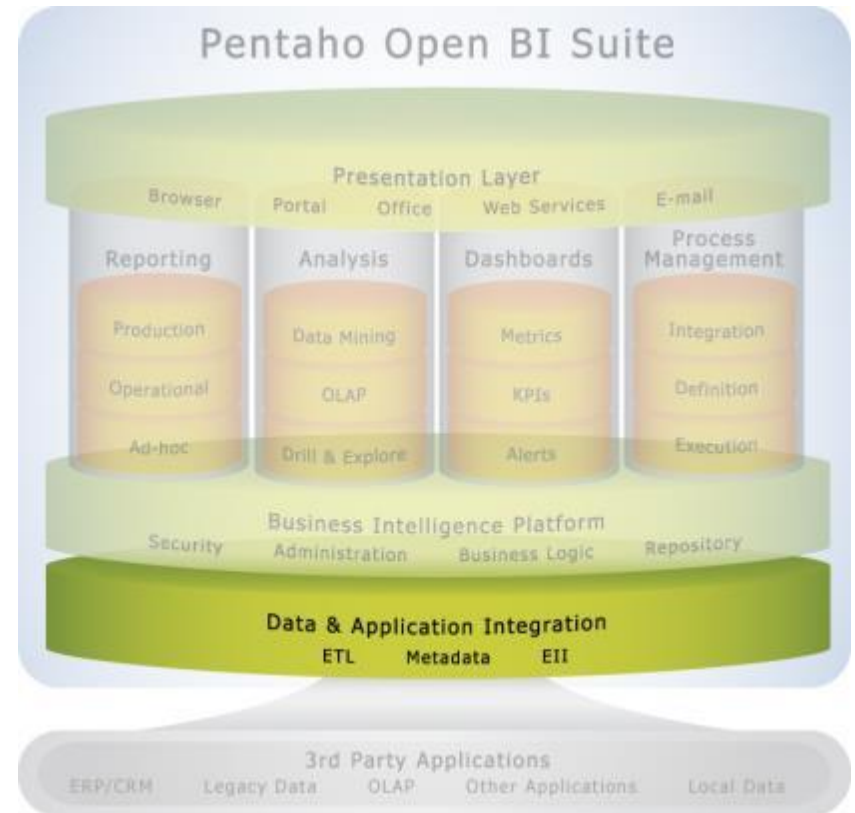 Pentaho Open BI Suite
Presentation Layer
Browser Portal Office Web Services E-mail
Reporting
Production
Operational
Ad-hoc
Analysis
Data Mining
OLAP
Drill & Explore
Dashboards
Metrics
KPIs
Alerts
Process
Management
Integration
Definition
Execution
Business Intelligence Platform
Security Administration Business Logic Repository
Data & Application Integration
ETL Metadata EII
3rd Party Applications
ERP/CRM Legacy Data OLAP Other Applications Local Data